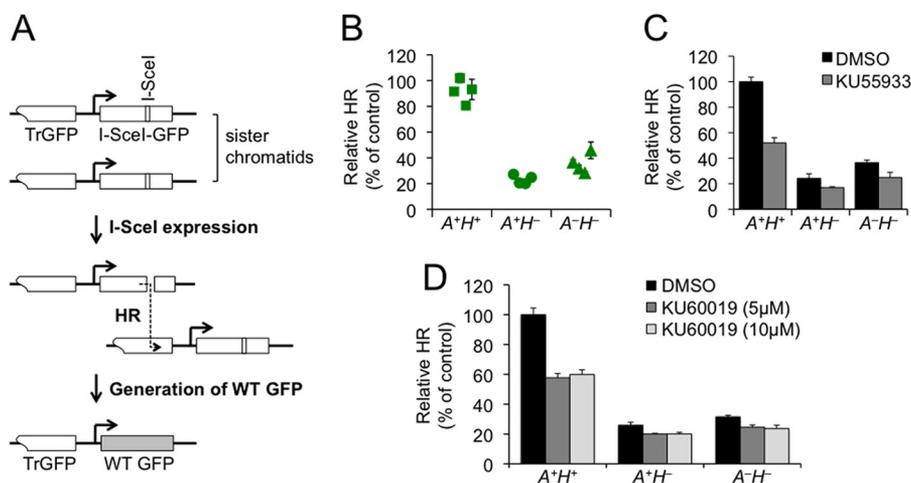 A
I-SceI
TrGFP
I-SceI-GFP
sister
chromatids
I-SceI expression
HR
Generation of WT GFP
TrGFP
WT GFP
B
Relative HR
(% of control)
120
100
80
60
40
20
0
A⁺H⁺
A⁺H⁻
A⁻H⁻
C
Relative HR
(% of control)
120
100
80
60
40
20
0
DMSO
KU55933
A⁺H⁺
A⁺H⁻
A⁻H⁻
D
Relative HR
(% of control)
120
100
80
60
40
20
0
DMSO
KU60019 (5μM)
KU60019 (10μM)
A⁺H⁺
A⁺H⁻
A⁻H⁻